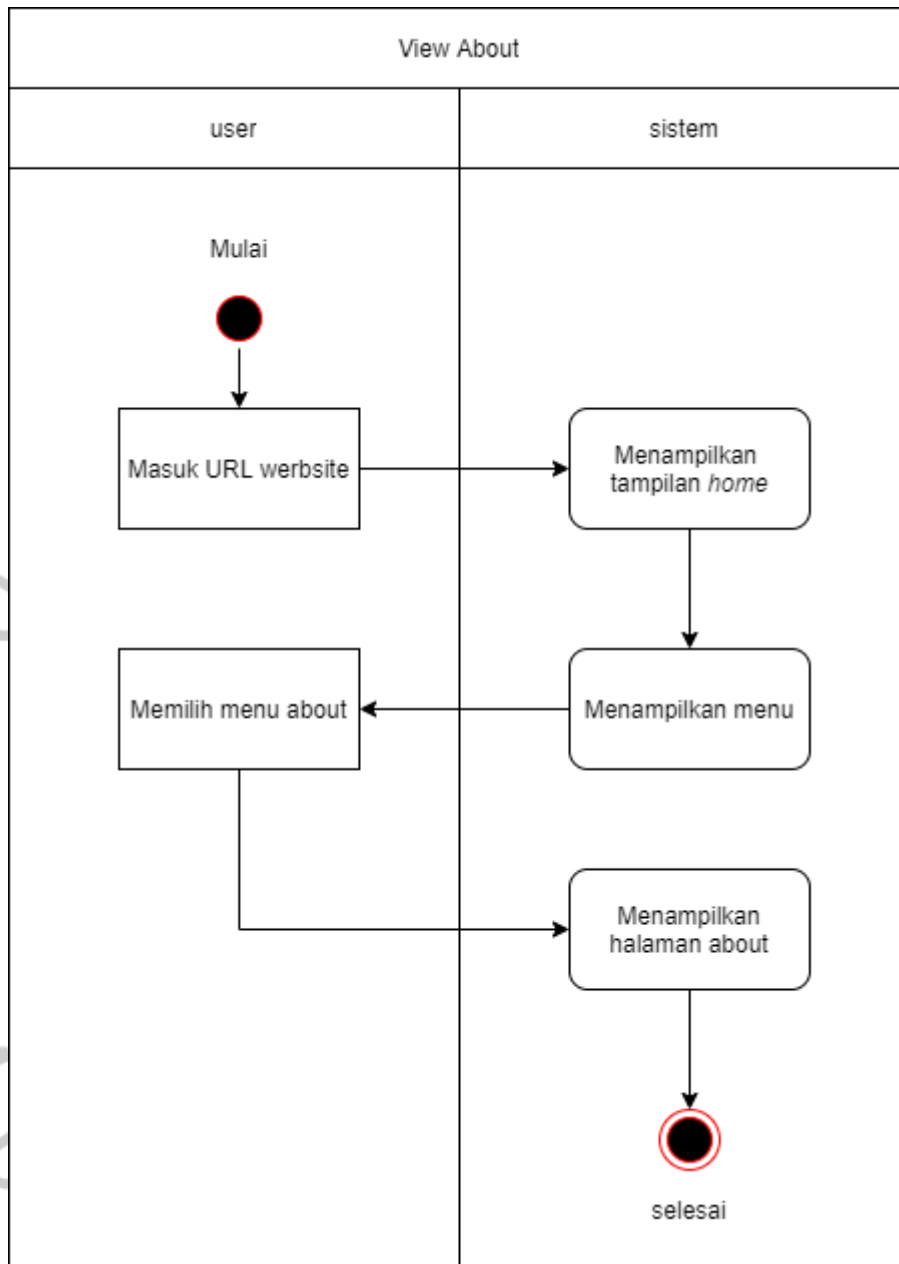 View About
user
sistem
Mulai
Masuk URL werbsite
Menampilkan
tampilan home
Memilih menu about
Menampilkan menu
Menampilkan
halaman about
selesai